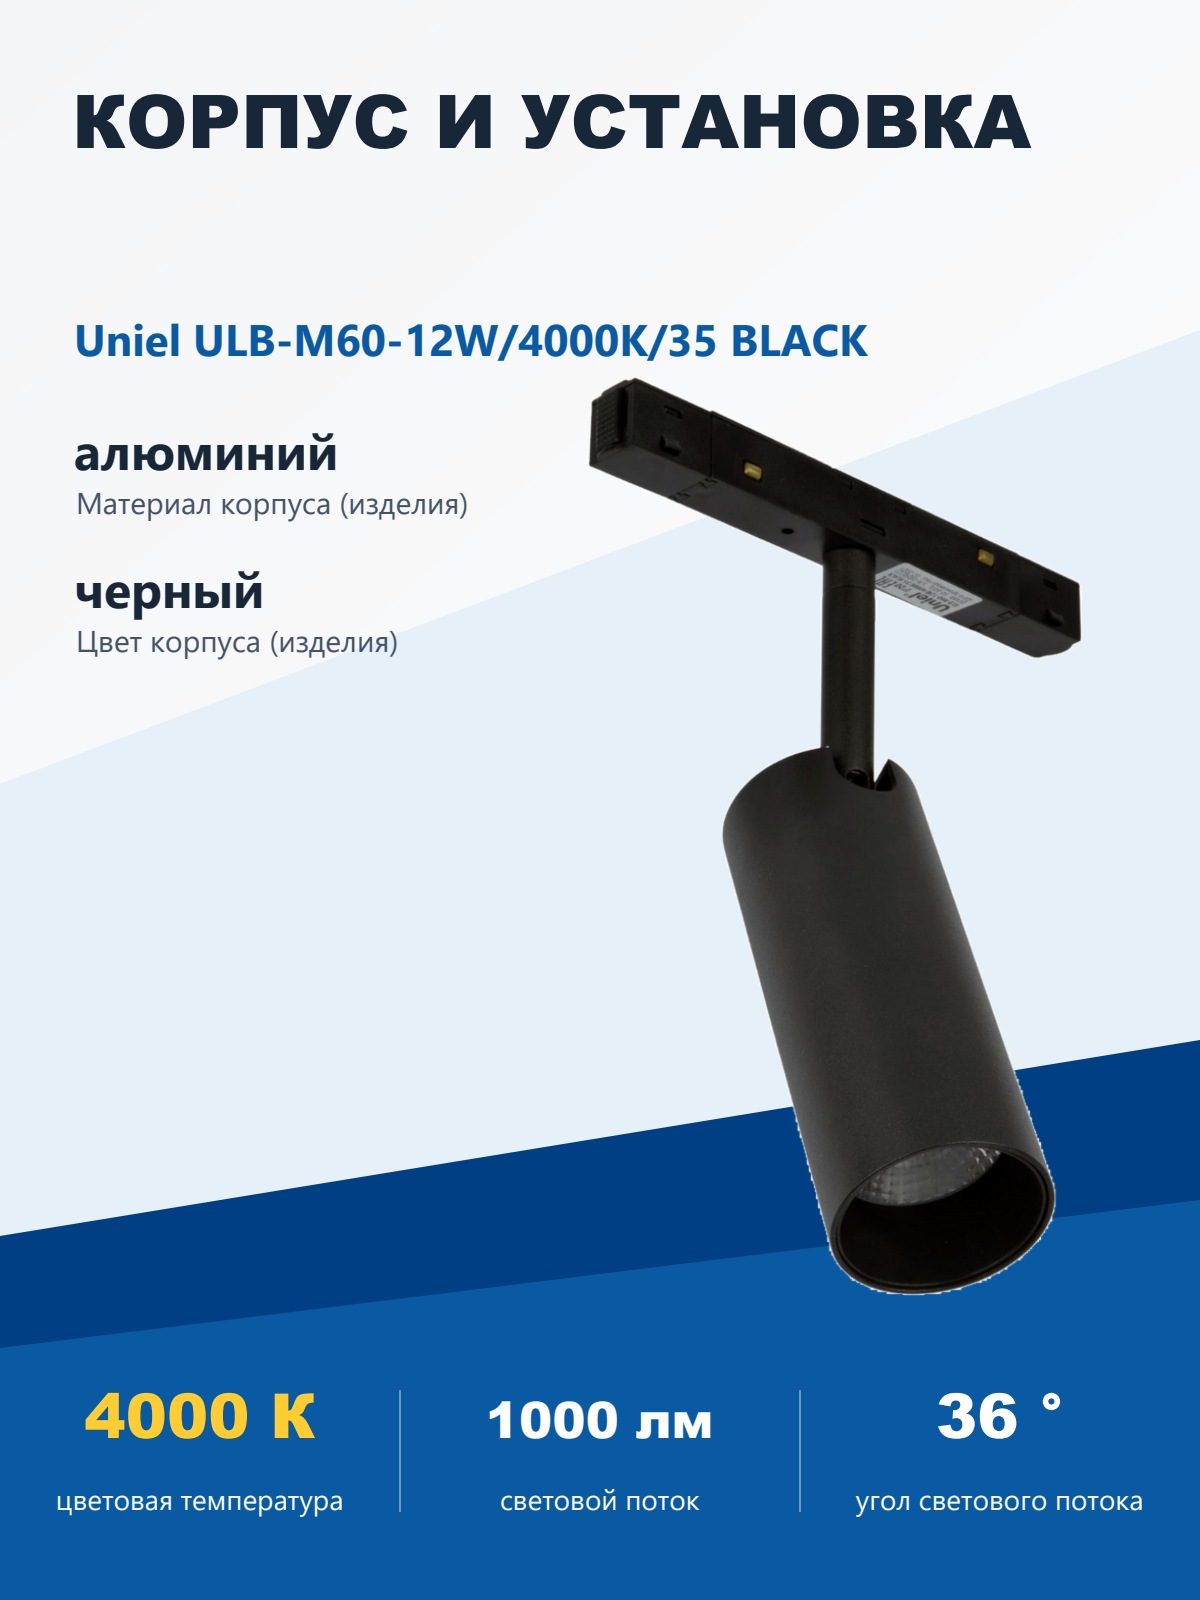 КОРПУС И УСТАНОВКА
Uniel ULB-M60-12W/4000K/35 BLACK
алюминий
Материал корпуса (изделия)
черный
Цвет корпуса (изделия)
Uniel
4000 К
1000 лм
36 °
цветовая температура
световой поток
угол светового потока